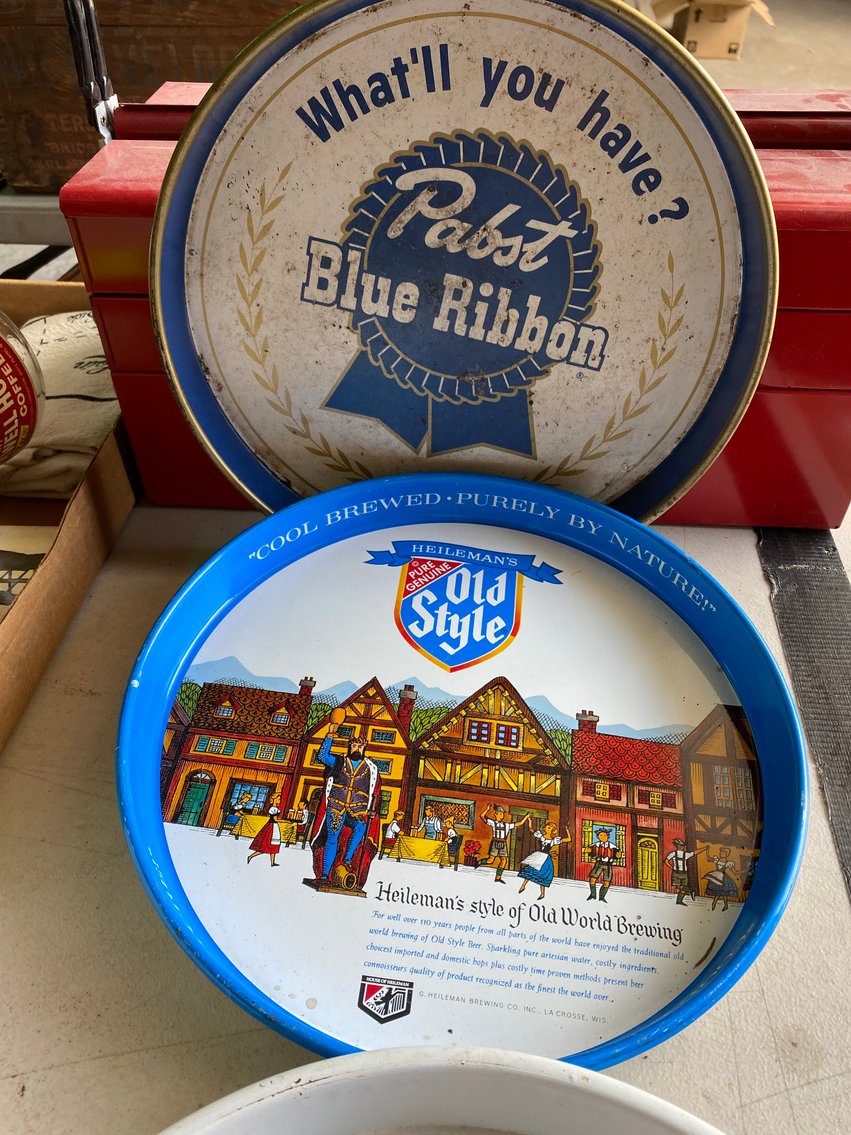 What'll you have?
Pabst
Blue Ribbon
®
"COOL BREWED • PURELY BY NATURE!"
HEILEMAN'S
© PURE
GENUINE
Old
Style
Heileman's style of Old World Brewing
For well over 110 years people from all parts of the world have enjoyed the traditional old
world brewing of Old Style Beer. Sparkling pure artesian water, costly ingredients,
choicest imported and domestic hops plus costly time proven methods present beer
connoisseurs quality of product recognized as the finest the world over.
HOUSE OF HEILEMAN
G. HEILEMAN BREWING CO. INC., LA CROSSE, WIS.
COFFEE